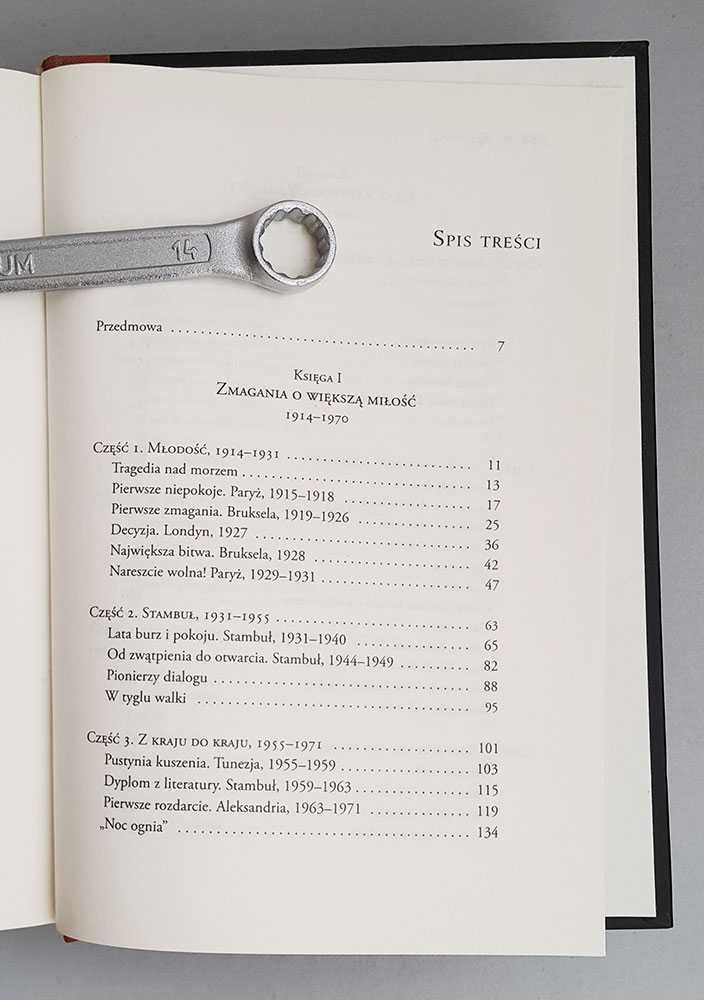 UM 14
Spis treści
Przedmowa ........................................ 7
Księga I
Zmagania o większą miłość
1914–1970
Część 1. Młodość, 1914–1931 ........................ 11
Tragedia nad morzem ............................. 13
Pierwsze niepokoje. Paryż, 1915–1918 ................ 17
Pierwsze zmagania. Bruksela, 1919–1926 .............. 25
Decyzja. Londyn, 1927 ............................ 36
Największa bitwa. Bruksela, 1928 .................... 42
Nareszcie wolna! Paryż, 1929–1931 ................... 47
Część 2. Stambuł, 1931–1955 ......................... 63
Lata burz i pokoju. Stambuł, 1931–1940 .............. 65
Od zwątpienia do otwarcia. Stambuł, 1944–1949 ......... 82
Pionierzy dialogu ................................. 88
W tyglu walki ................................... 95
Część 3. Z kraju do kraju, 1955–1971 .................. 101
Pustynia kuszenia. Tunezja, 1955–1959 ................ 103
Dyplom z literatury. Stambuł, 1959–1963 .............. 115
Pierwsze rozdarcie. Aleksandria, 1963–1971 ............ 119
„Noc ognia” ..................................... 134